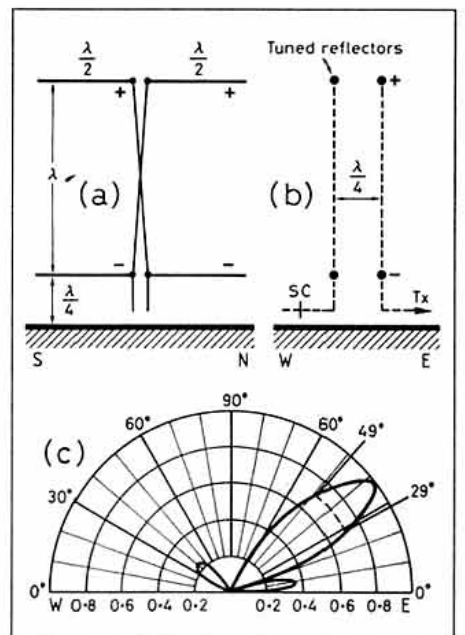 λ/2 λ/2
+ +
λ
(a)
- -
λ/4
S N
Tuned reflectors
+
λ/4
(b)
-
SC Tx
W E
(c)
90°
60° 60°
49°
30° 29°
0° 0°
W 0·8 0·6 0·4 0·2 0·2 0·4 0·6 0·8 E